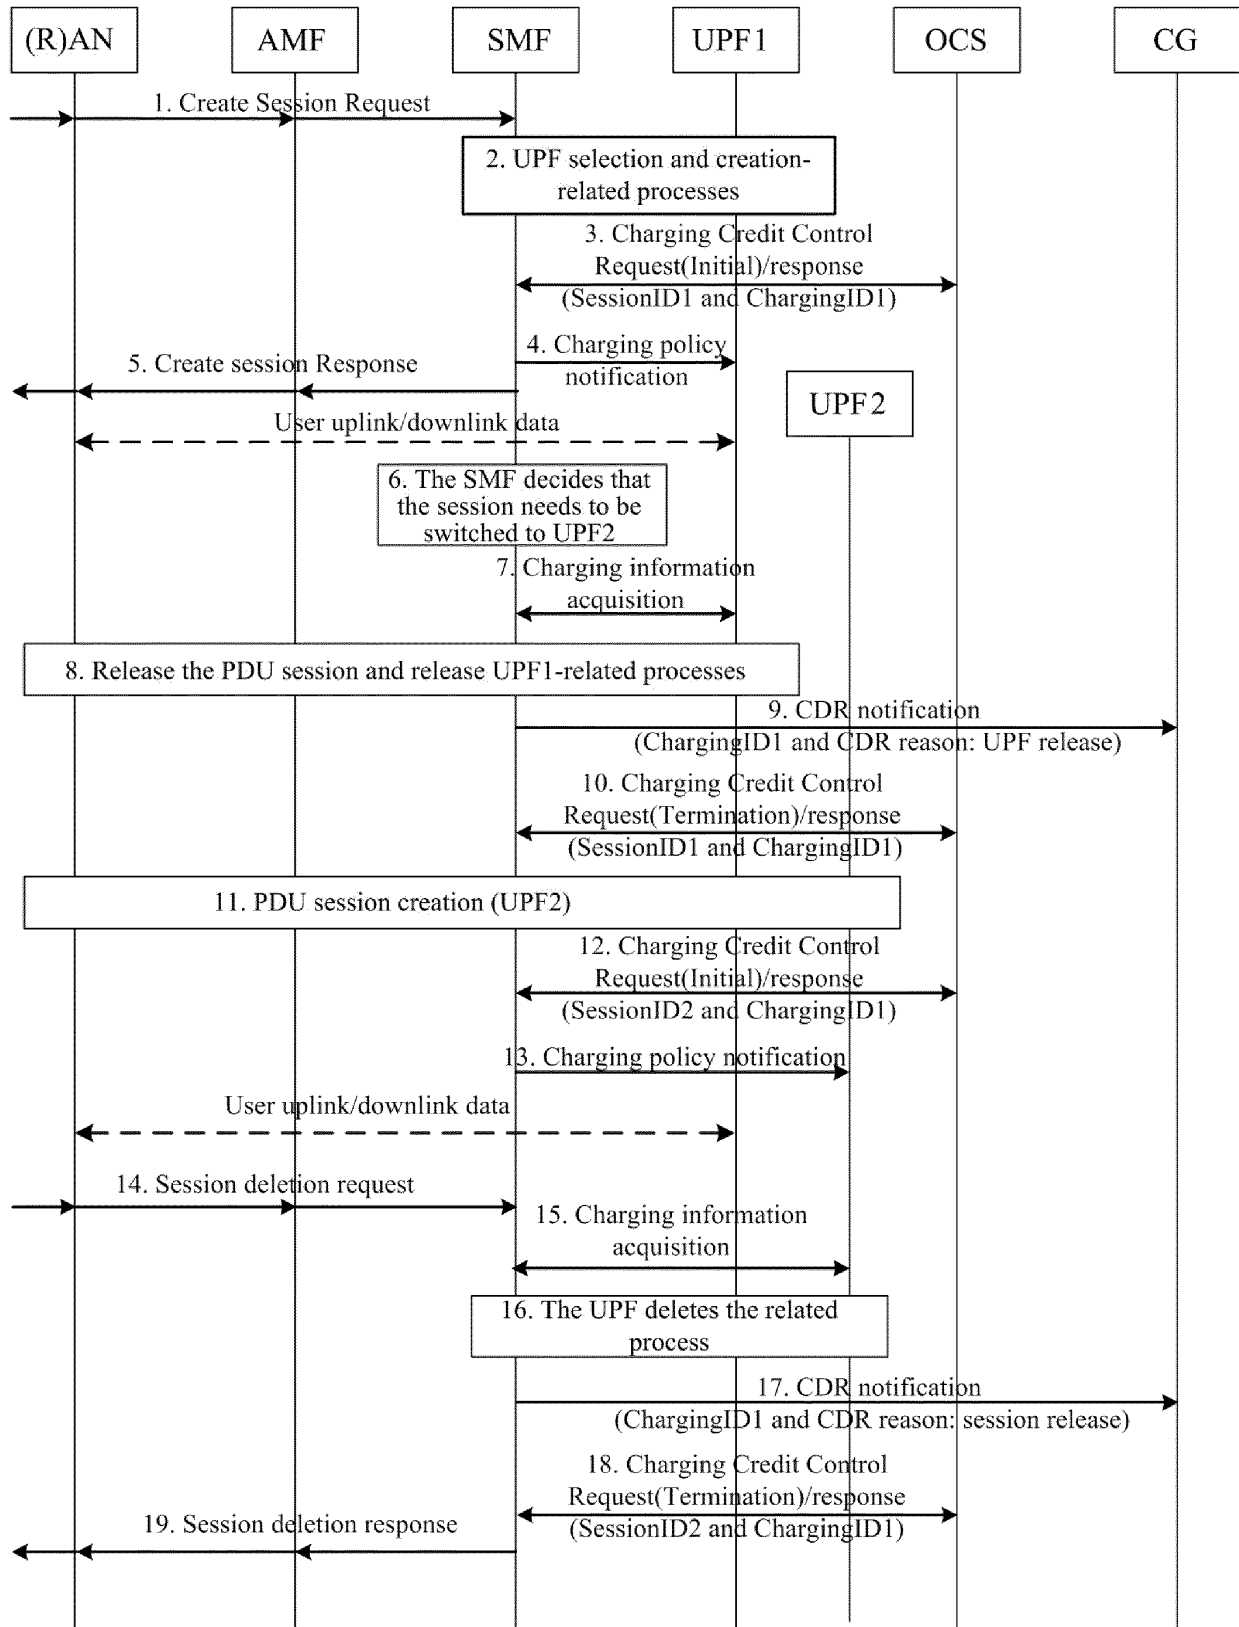 (R)AN
AMF
SMF
UPF1
OCS
CG
1. Create Session Request
2. UPF selection and creation-
related processes
3. Charging Credit Control
Request(Initial)/response
(SessionID1 and ChargingID1)
4. Charging policy
notification
5. Create session Response
UPF2
User uplink/downlink data
6. The SMF decides that
the session needs to be
switched to UPF2
7. Charging information
acquisition
8. Release the PDU session and release UPF1-related processes
9. CDR notification
(ChargingID1 and CDR reason: UPF release)
10. Charging Credit Control
Request(Termination)/response
(SessionID1 and ChargingID1)
11. PDU session creation (UPF2)
12. Charging Credit Control
Request(Initial)/response
(SessionID2 and ChargingID1)
13. Charging policy notification
User uplink/downlink data
14. Session deletion request
15. Charging information
acquisition
16. The UPF deletes the related
process
17. CDR notification
(ChargingID1 and CDR reason: session release)
18. Charging Credit Control
Request(Termination)/response
(SessionID2 and ChargingID1)
19. Session deletion response